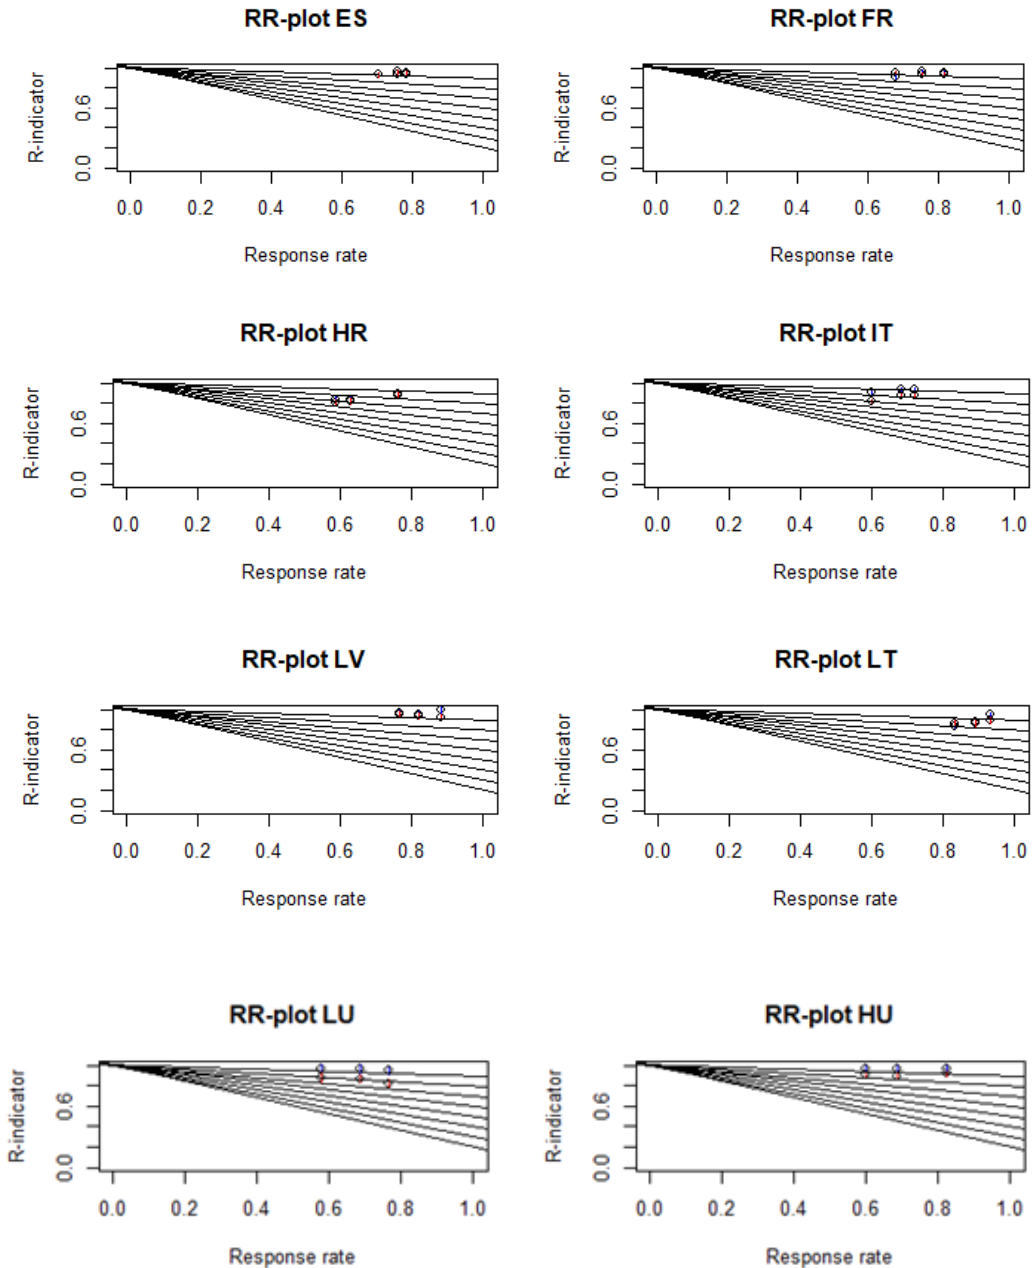 RR-plot ES
R-indicator
0.6
0.0
0.0 0.2 0.4 0.6 0.8 1.0
Response rate
RR-plot FR
R-indicator
0.6
0.0
0.0 0.2 0.4 0.6 0.8 1.0
Response rate
RR-plot HR
R-indicator
0.6
0.0
0.0 0.2 0.4 0.6 0.8 1.0
Response rate
RR-plot IT
R-indicator
0.6
0.0
0.0 0.2 0.4 0.6 0.8 1.0
Response rate
RR-plot LV
R-indicator
0.6
0.0
0.0 0.2 0.4 0.6 0.8 1.0
Response rate
RR-plot LT
R-indicator
0.6
0.0
0.0 0.2 0.4 0.6 0.8 1.0
Response rate
RR-plot LU
R-indicator
0.6
0.0
0.0 0.2 0.4 0.6 0.8 1.0
Response rate
RR-plot HU
R-indicator
0.6
0.0
0.0 0.2 0.4 0.6 0.8 1.0
Response rate